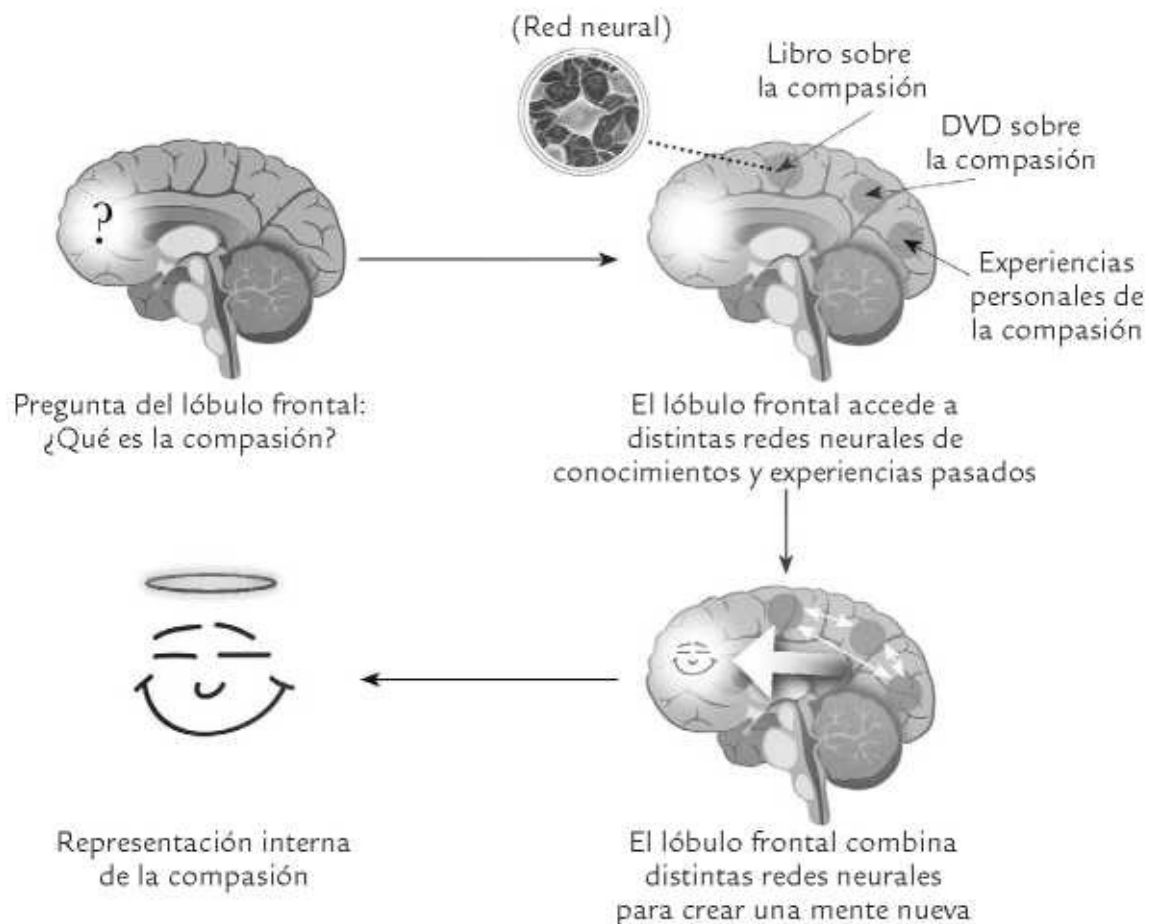 (Red neural)
Libro sobre
la compasión
DVD sobre
la compasión
Experiencias
personales de
la compasión
?
Pregunta del lóbulo frontal:
¿Qué es la compasión?
El lóbulo frontal accede a
distintas redes neurales de
conocimientos y experiencias pasados
El lóbulo frontal combina
distintas redes neurales
para crear una mente nueva
Representación interna
de la compasión